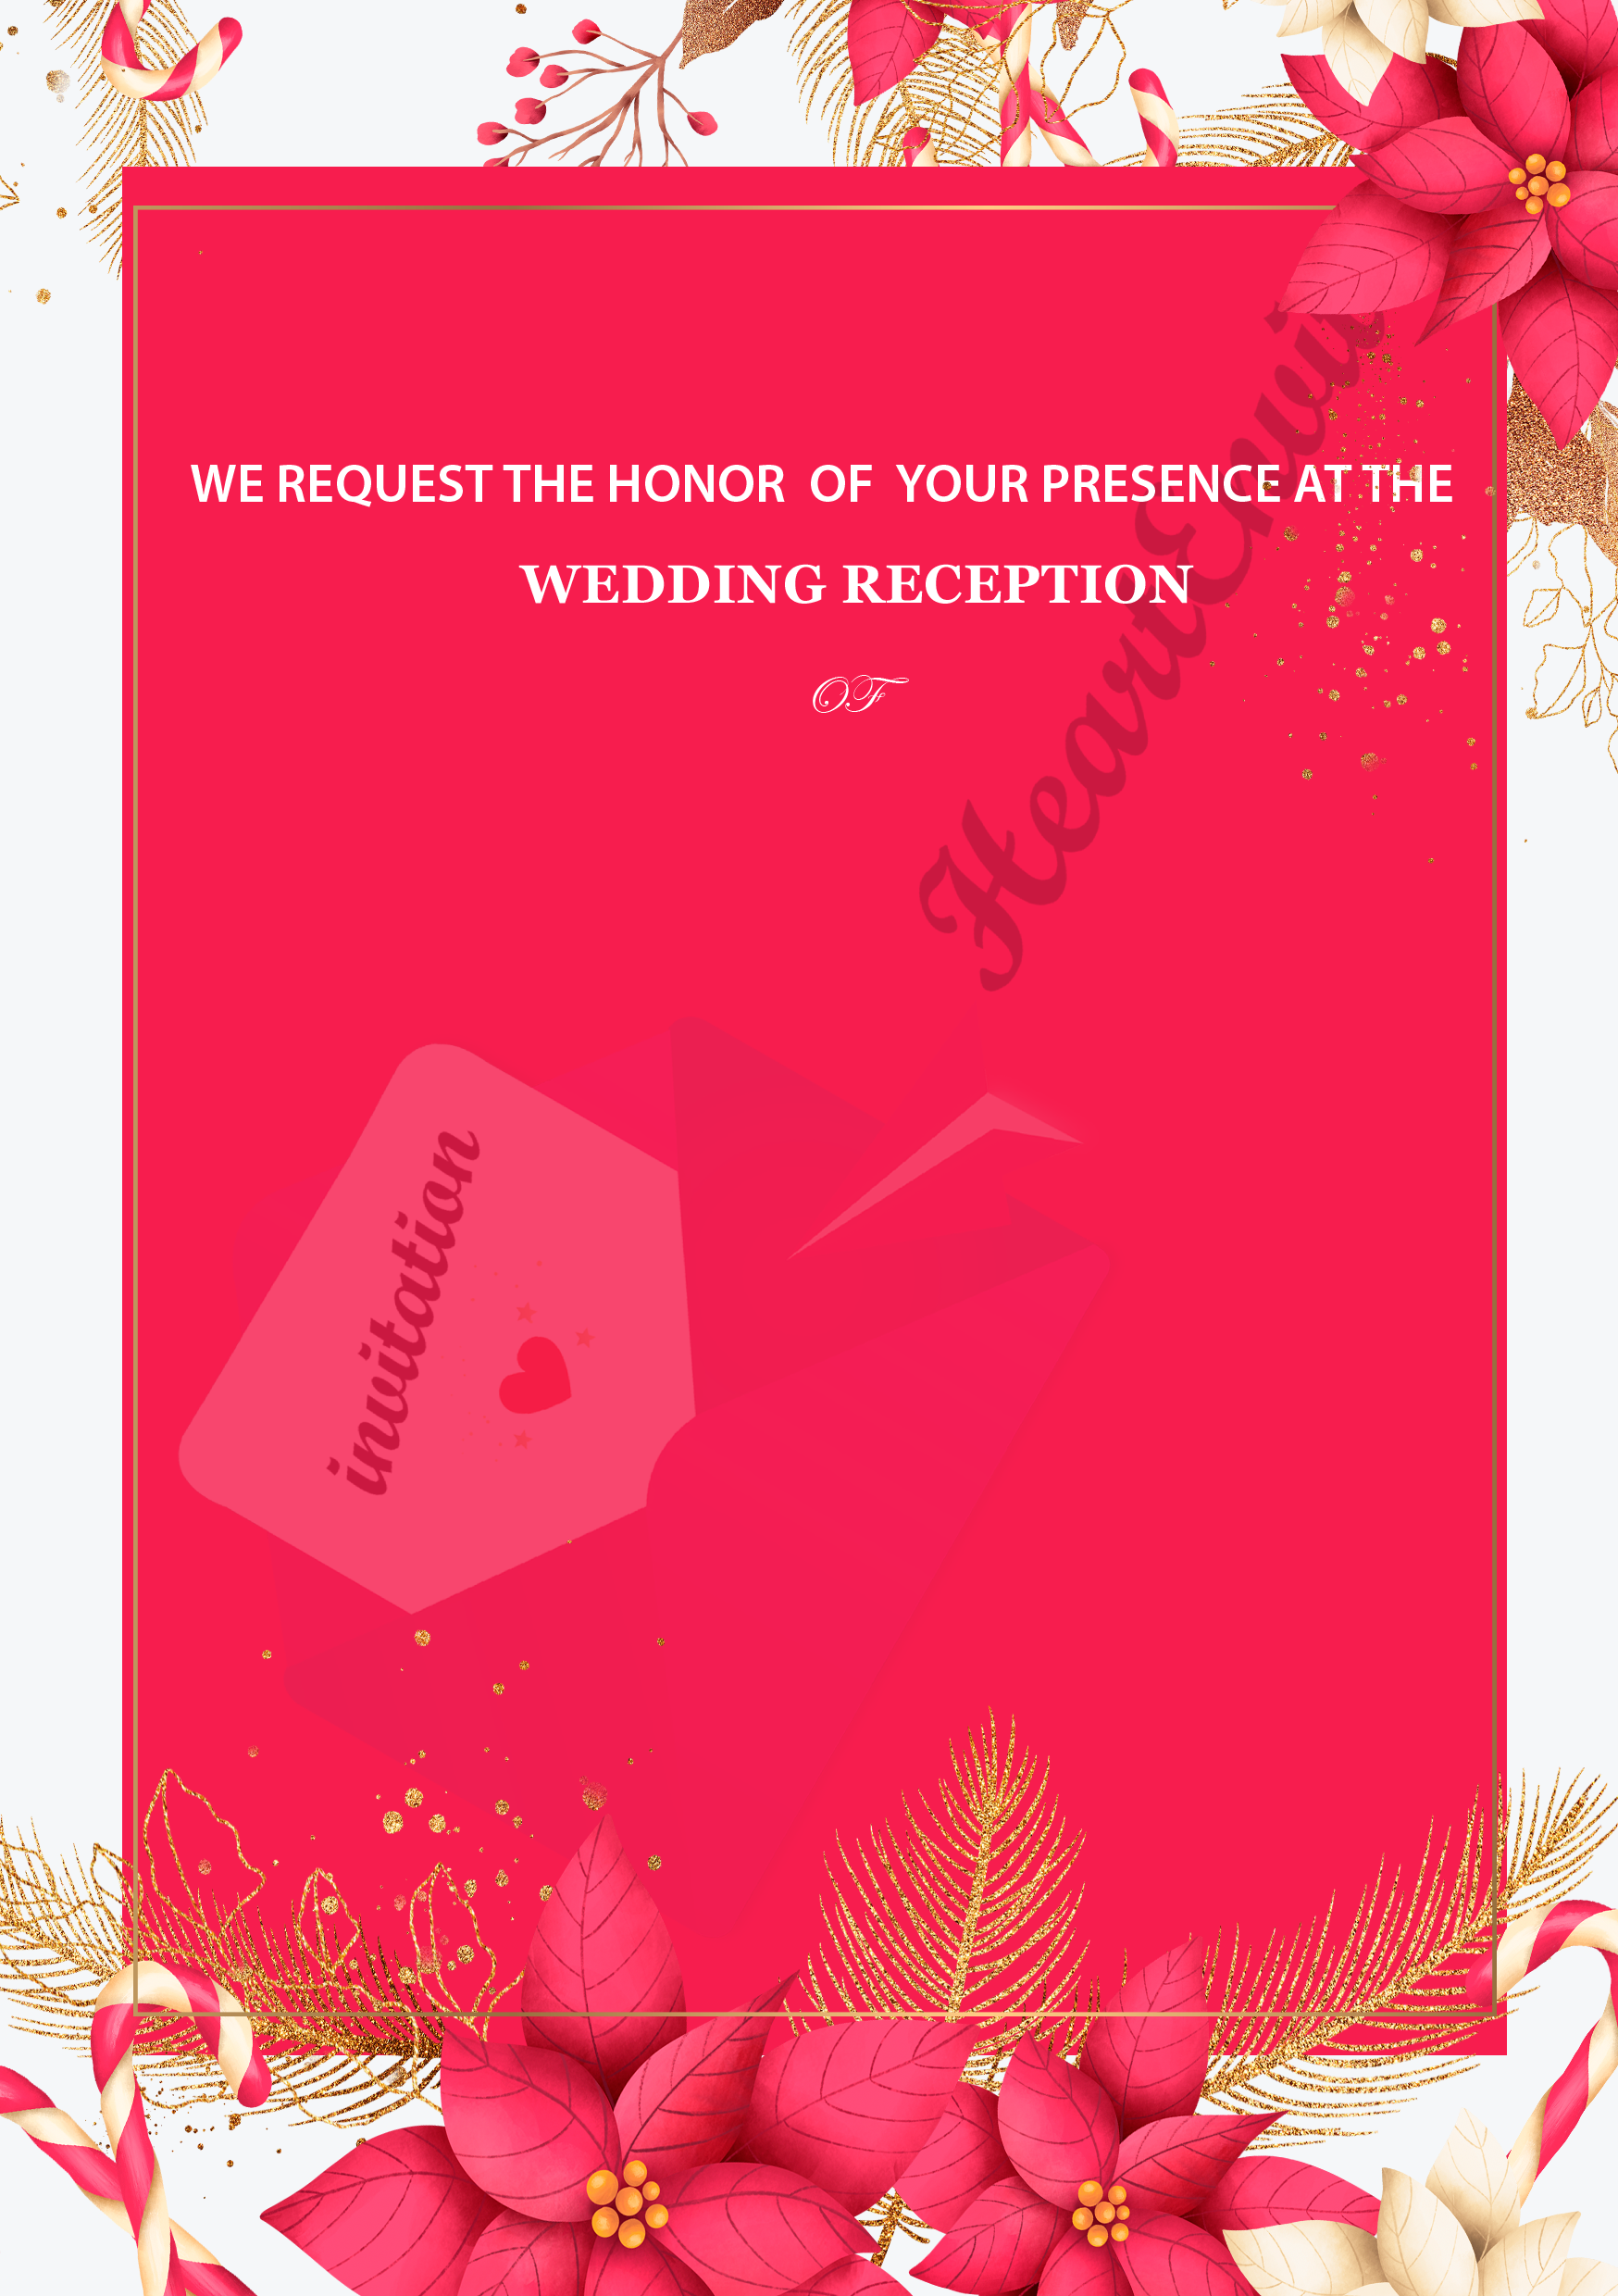 WE REQUEST THE HONOR OF YOUR PRESENCE AT THE
WEDDING RECEPTION
OF
invitation